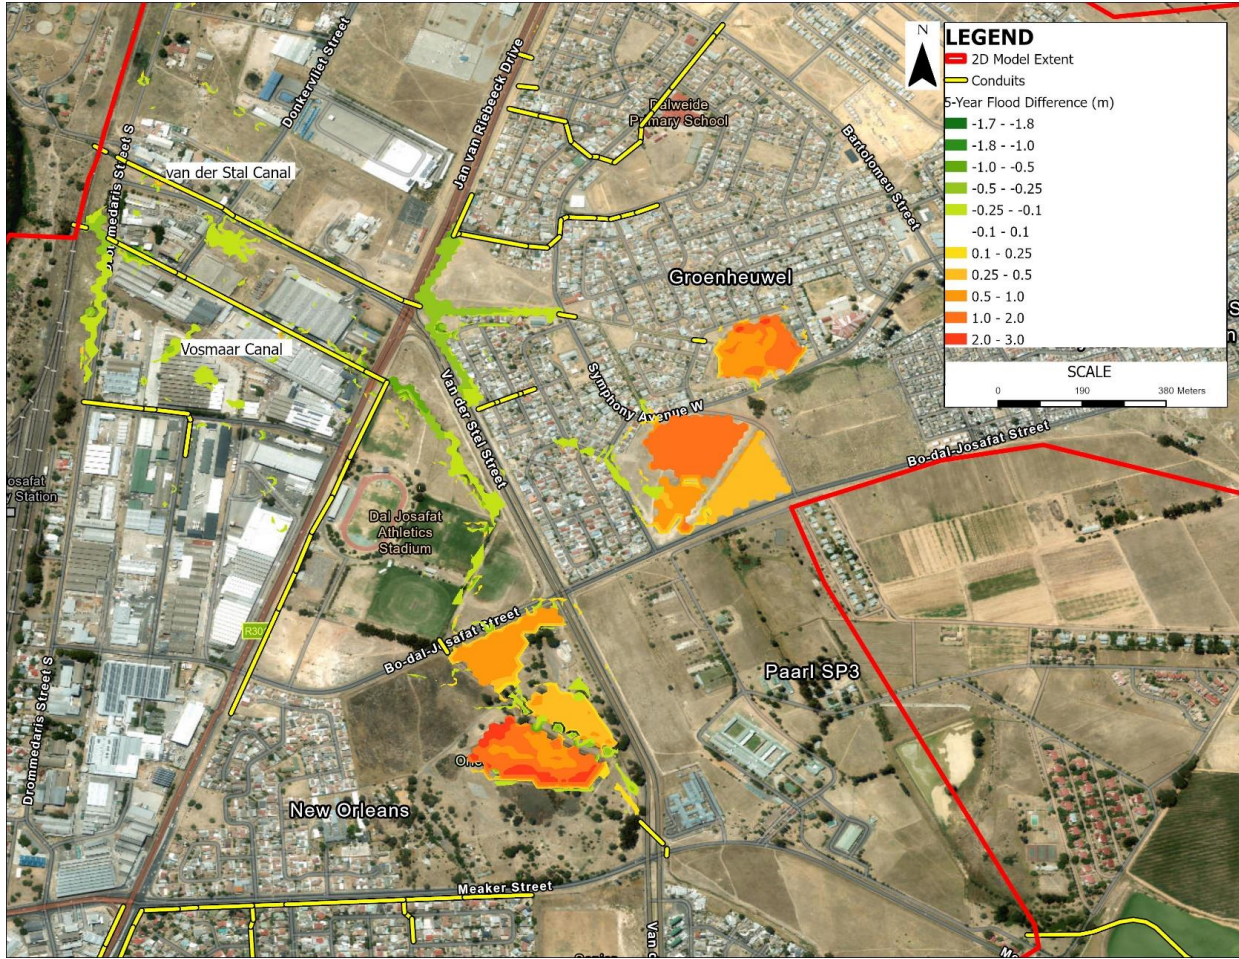 N
LEGEND
2D Model Extent
Conduits
5-Year Flood Difference (m)
-1.7 - -1.8
-1.8 - -1.0
-1.0 - -0.5
-0.5 - -0.25
-0.25 - -0.1
-0.1 - 0.1
0.1 - 0.25
0.25 - 0.5
0.5 - 1.0
1.0 - 2.0
2.0 - 3.0
SCALE
0 190 380 Meters
Donkervliet Street
Jan van Riebeeck Drive
Dalweide
Primary School
Bartolomeu Street
van der Stal Canal
Groenheuwel
Vosmaar Canal
Van der Stel Street
Symphony Avenue W
Bo-dal-Josafat Street
Station
Dal Josafat
Athletics
Stadium
R30
Bo-dal-Josafat Street
Paarl SP3
Drommedaris Street S
New Orleans
Meaker Street